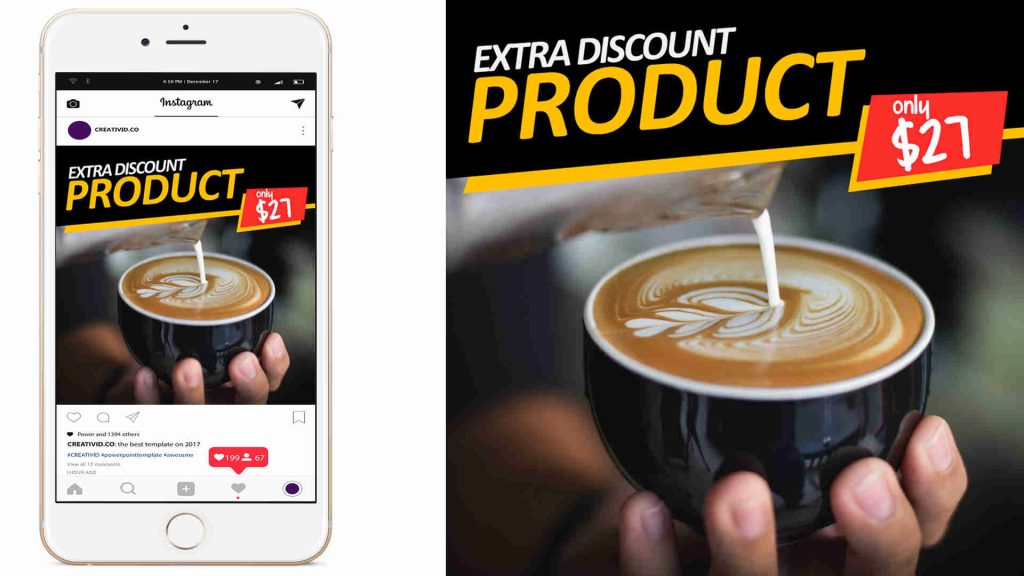 4:50 PM | December 17
Instagram
CREATIVID.CO
EXTRA DISCOUNT
PRODUCT
only
$27
Power and 1394 others
CREATIVID.CO: the best template on 2017
#CREATIVID #powerpointtemplate #awesome
View all 12 comments
1HOUR AGO
199 67
EXTRA DISCOUNT
PRODUCT
only
$27